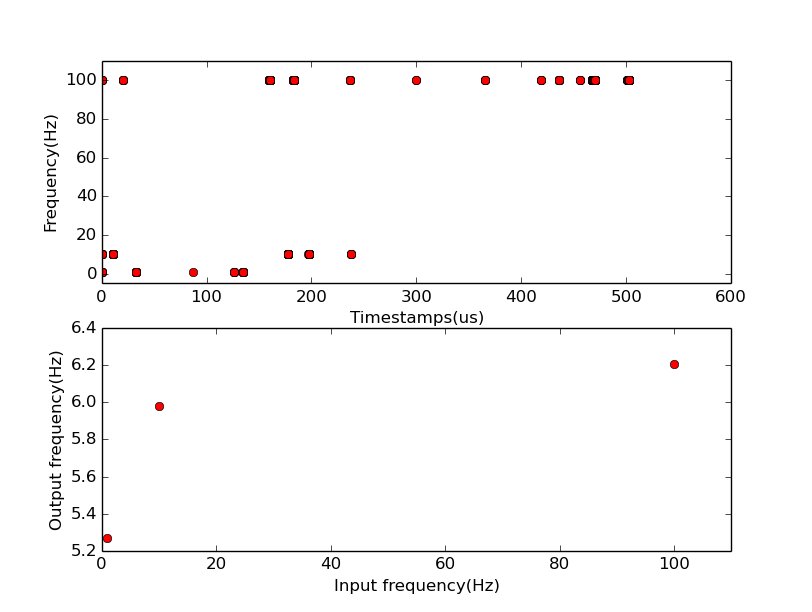 Frequency(Hz)
100
80
60
40
20
0
0 100 200 300 400 500 600
Timestamps(us)
Output frequency(Hz)
6.4
6.2
6.0
5.8
5.6
5.4
5.2
0 20 40 60 80 100
Input frequency(Hz)